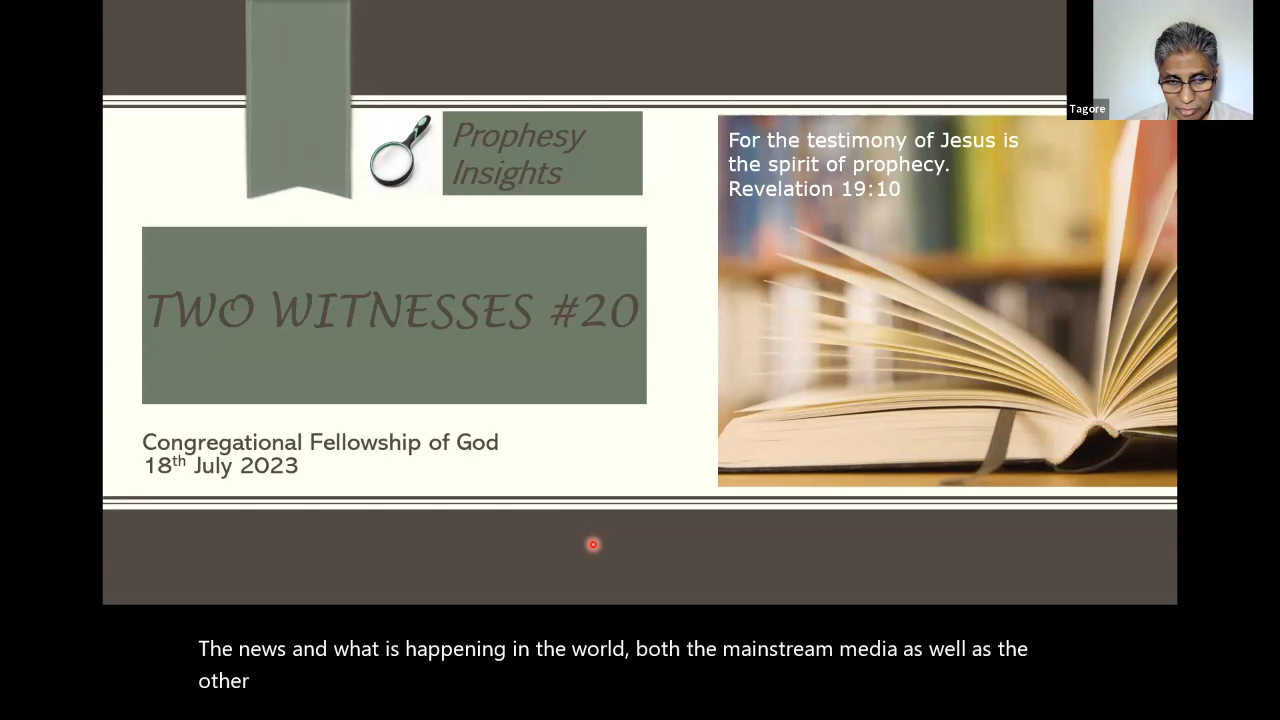 Tagore
Prophesy
Insights
For the testimony of Jesus is
the spirit of prophecy.
Revelation 19:10
TWO WITNESSES #20
Congregational Fellowship of God
18th July 2023
The news and what is happening in the world, both the mainstream media as well as the
other